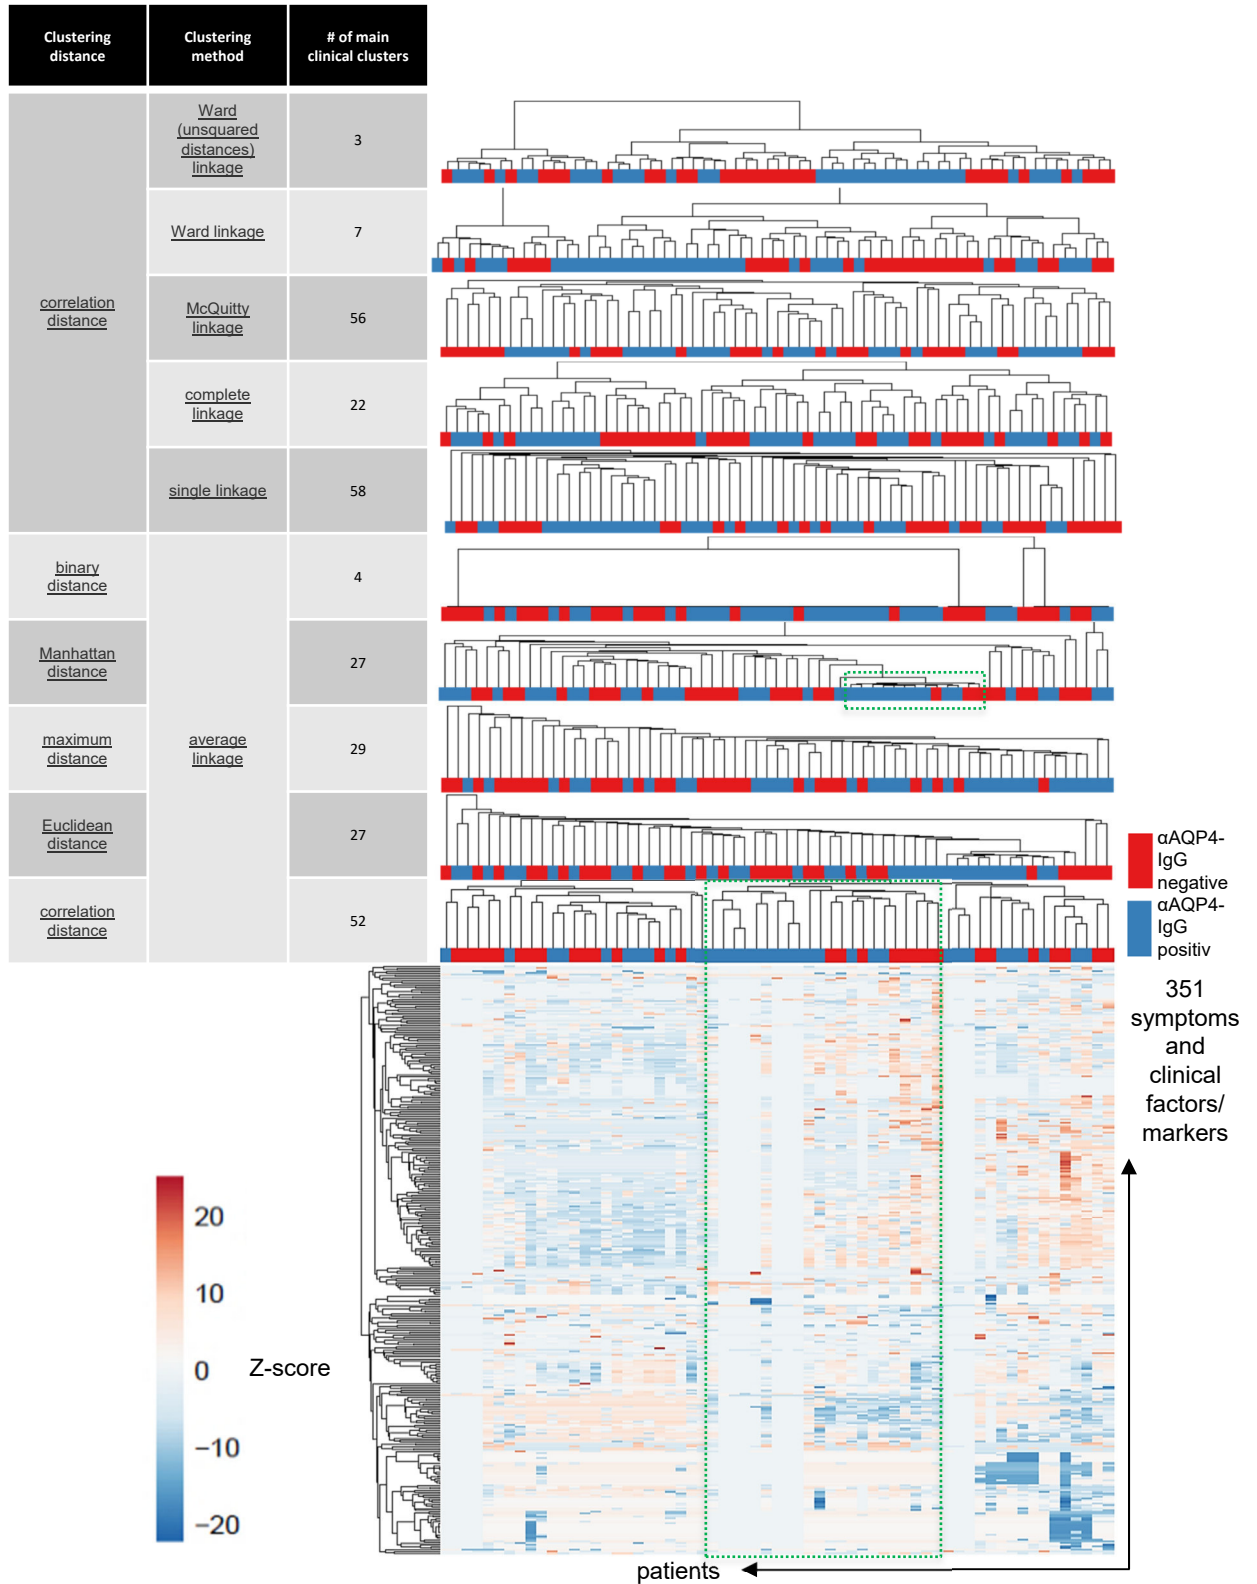 Clustering
distance
Clustering
method
# of main
clinical clusters
correlation
distance
Ward
(unsquared
distances)
linkage
3
Ward linkage
7
McQuitty
linkage
56
complete
linkage
22
single linkage
58
binary
distance
average
linkage
4
Manhattan
distance
27
maximum
distance
29
Euclidean
distance
27
correlation
distance
52
αAQP4-
IgG
negative
αAQP4-
IgG
positiv
351
symptoms
and
clinical
factors/
markers
20
10
0
−10
−20
Z-score
patients